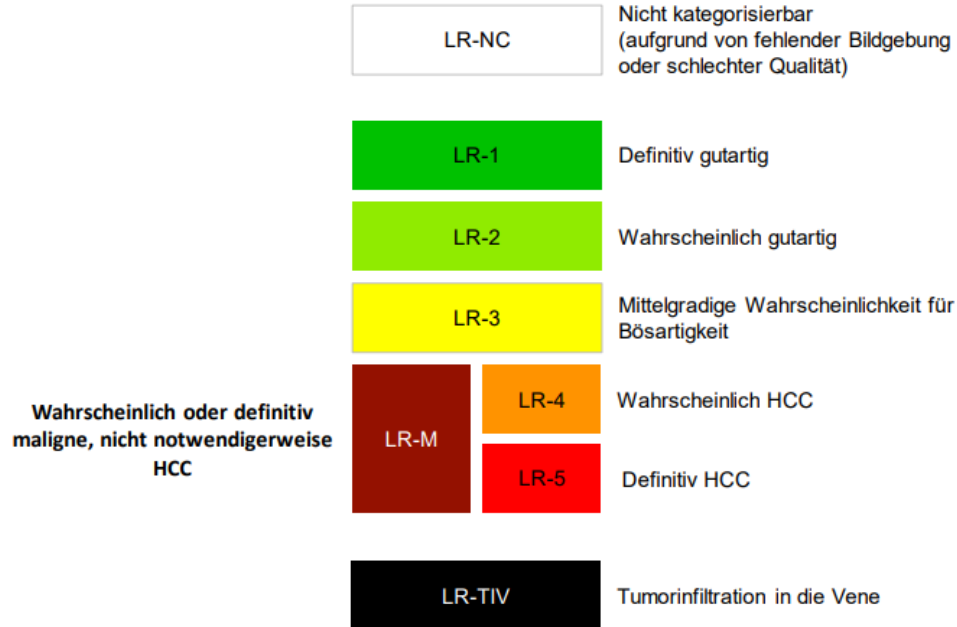 LR-NC
Nicht kategorisierbar
(aufgrund von fehlender Bildgebung
oder schlechter Qualität)
LR-1
Definitiv gutartig
LR-2
Wahrscheinlich gutartig
LR-3
Mittelgradige Wahrscheinlichkeit für
Bösartigkeit
Wahrscheinlich oder definitiv
maligne, nicht notwendigerweise
HCC
LR-M
LR-4
Wahrscheinlich HCC
LR-5
Definitiv HCC
LR-TIV
Tumorinfiltration in die Vene